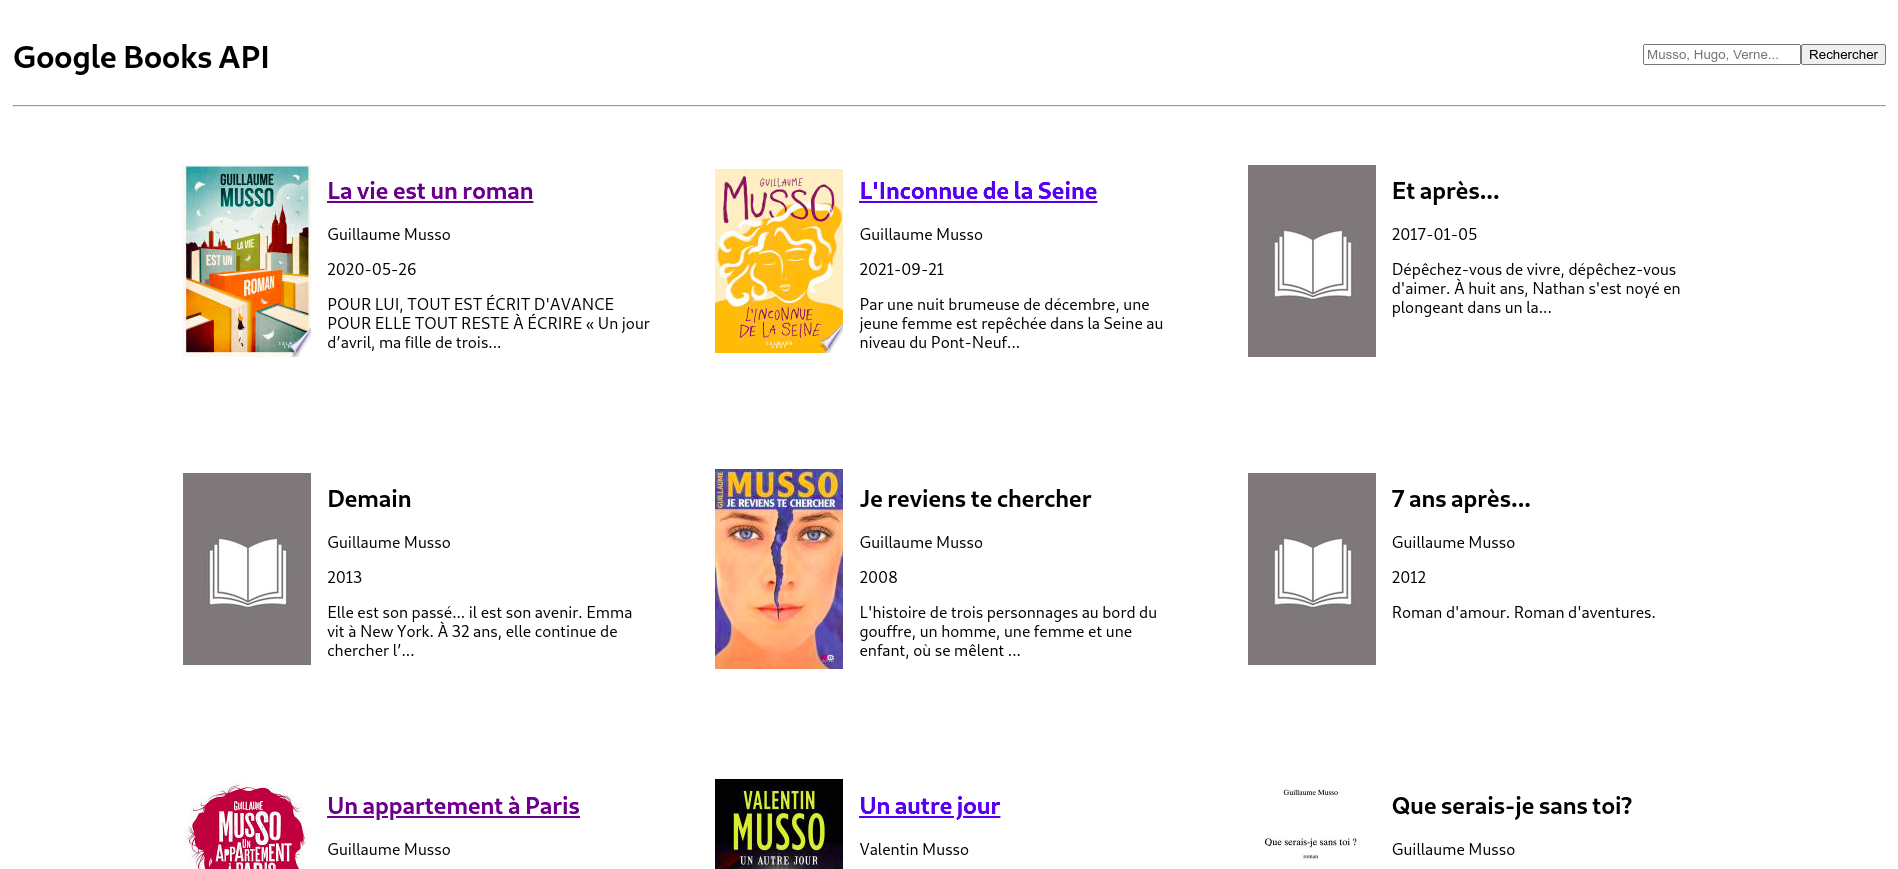 Google Books API
Musso, Hugo, Verne...
Rechercher
GUILLAUME
MUSSO
LA VIE
EST UN
ROMAN
La vie est un roman
Guillaume Musso
2020-05-26
POUR LUI, TOUT EST ÉCRIT D'AVANCE
POUR ELLE TOUT RESTE À ÉCRIRE « Un jour
d’avril, ma fille de trois...
GUILLAUME
MUSSO
L'INCONNUE
DE LA SEINE
L'Inconnue de la Seine
Guillaume Musso
2021-09-21
Par une nuit brumeuse de décembre, une
jeune femme est repêchée dans la Seine au
niveau du Pont-Neuf...
Et après...
2017-01-05
Dépêchez-vous de vivre, dépêchez-vous
d'aimer. À huit ans, Nathan s'est noyé en
plongeant dans un la...
Demain
Guillaume Musso
2013
Elle est son passé... il est son avenir. Emma
vit à New York. À 32 ans, elle continue de
chercher l’...
GUILLAUME
MUSSO
JE REVIENS TE CHERCHER
Je reviens te chercher
Guillaume Musso
2008
L'histoire de trois personnages au bord du
gouffre, un homme, une femme et une
enfant, où se mêlent ...
7 ans après...
Guillaume Musso
2012
Roman d'amour. Roman d'aventures.
GUILLAUME
MUSSO
UN
APPARTEMENT
À PARIS
Un appartement à Paris
Guillaume Musso
VALENTIN
MUSSO
UN AUTRE JOUR
Un autre jour
Valentin Musso
Guillaume Musso
Que serais-je sans toi ?
roman
Que serais-je sans toi?
Guillaume Musso